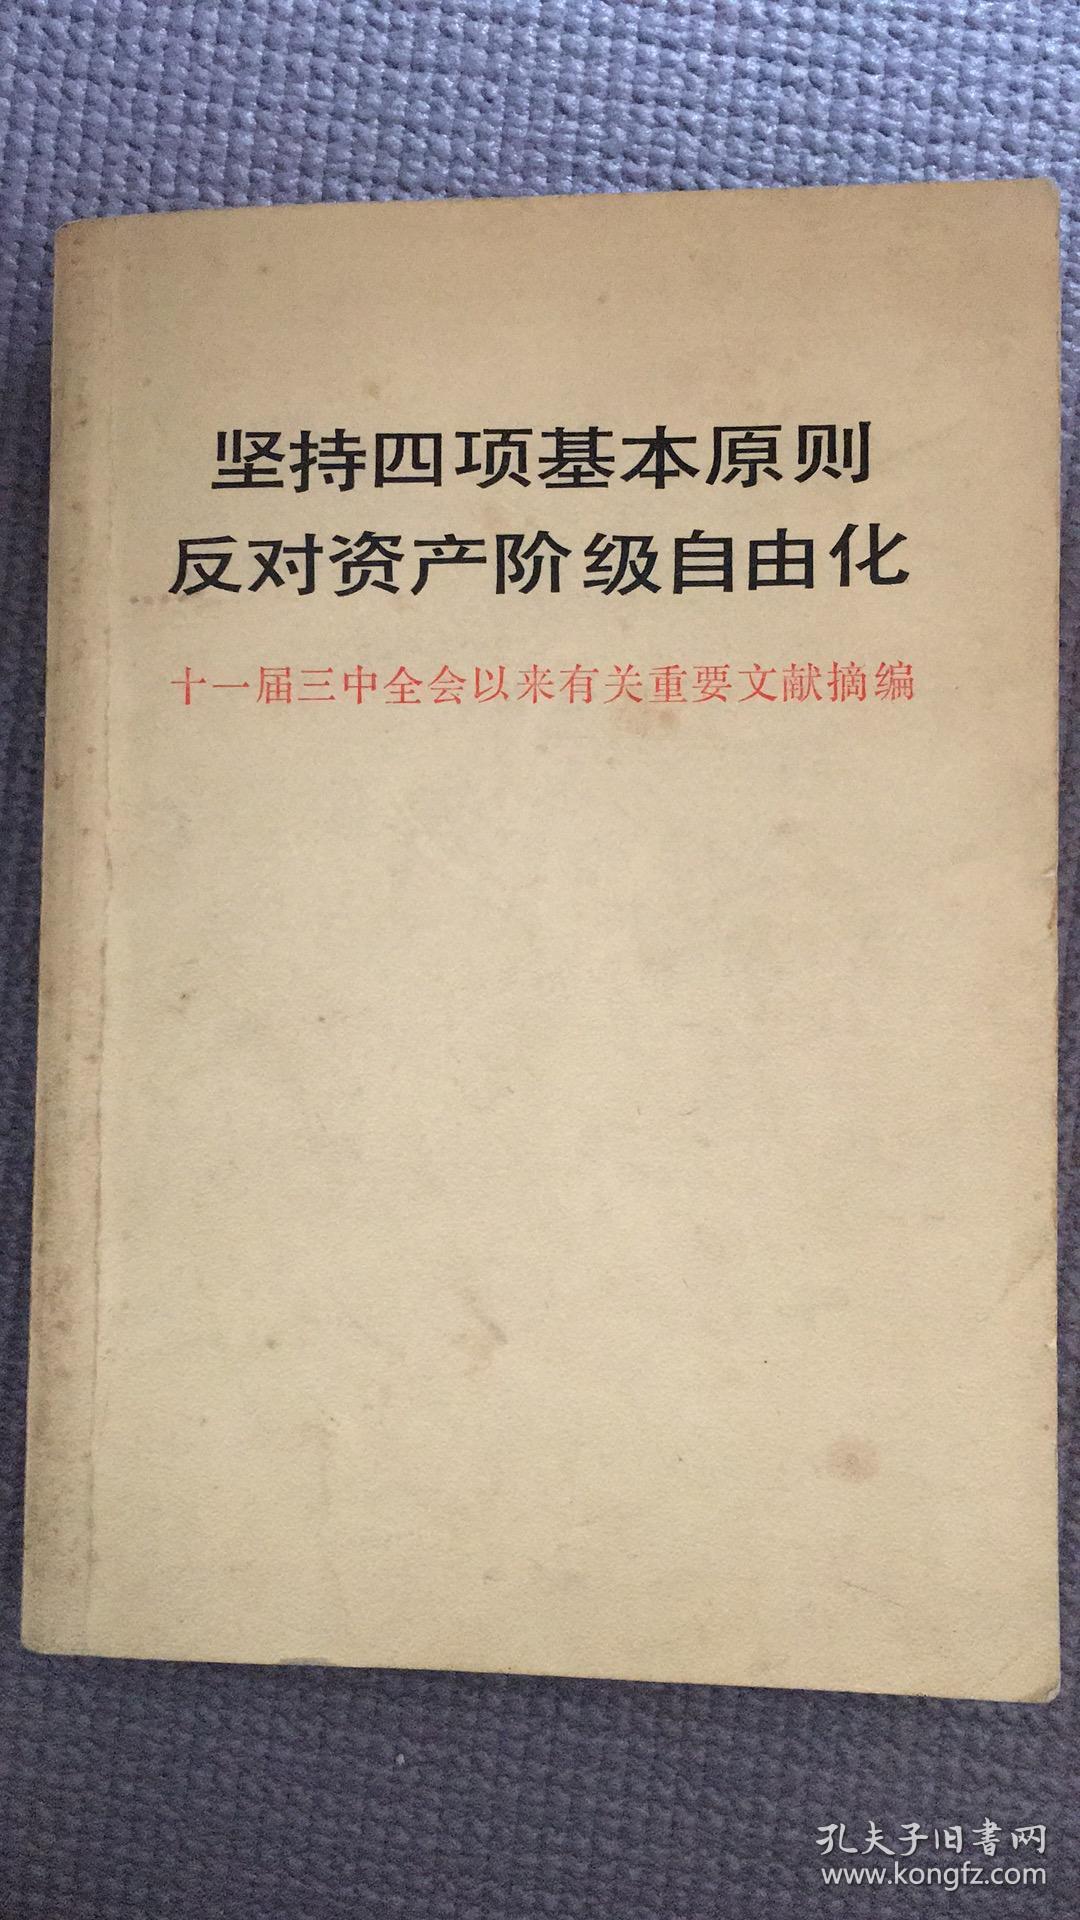 坚持四项基本原则
反对资产阶级自由化
十一届三中全会以来有关重要文献摘编
孔夫子旧書网
www.kongfz.com